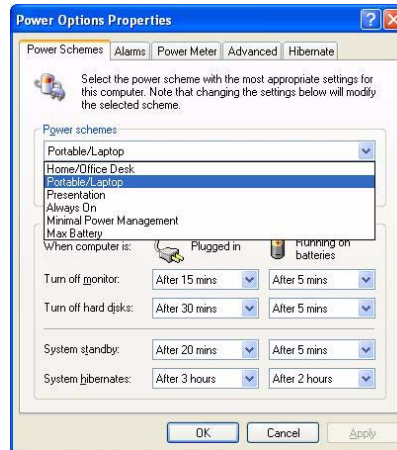 Power Options Properties
Power Schemes Alarms Power Meter Advanced Hibernate
Select the power scheme with the most appropriate settings for
this computer. Note that changing the settings below will modify
the selected scheme.
Power schemes
Portable/Laptop
Home/Office Desk
Portable/Laptop
Presentation
Always On
Minimal Power Management
Max Battery
When computer is: Plugged in Running on
batteries
Turn off monitor: After 15 mins After 5 mins
Turn off hard disks: After 30 mins After 5 mins
System standby: After 20 mins After 5 mins
System hibernates: After 3 hours After 2 hours
OK Cancel Apply